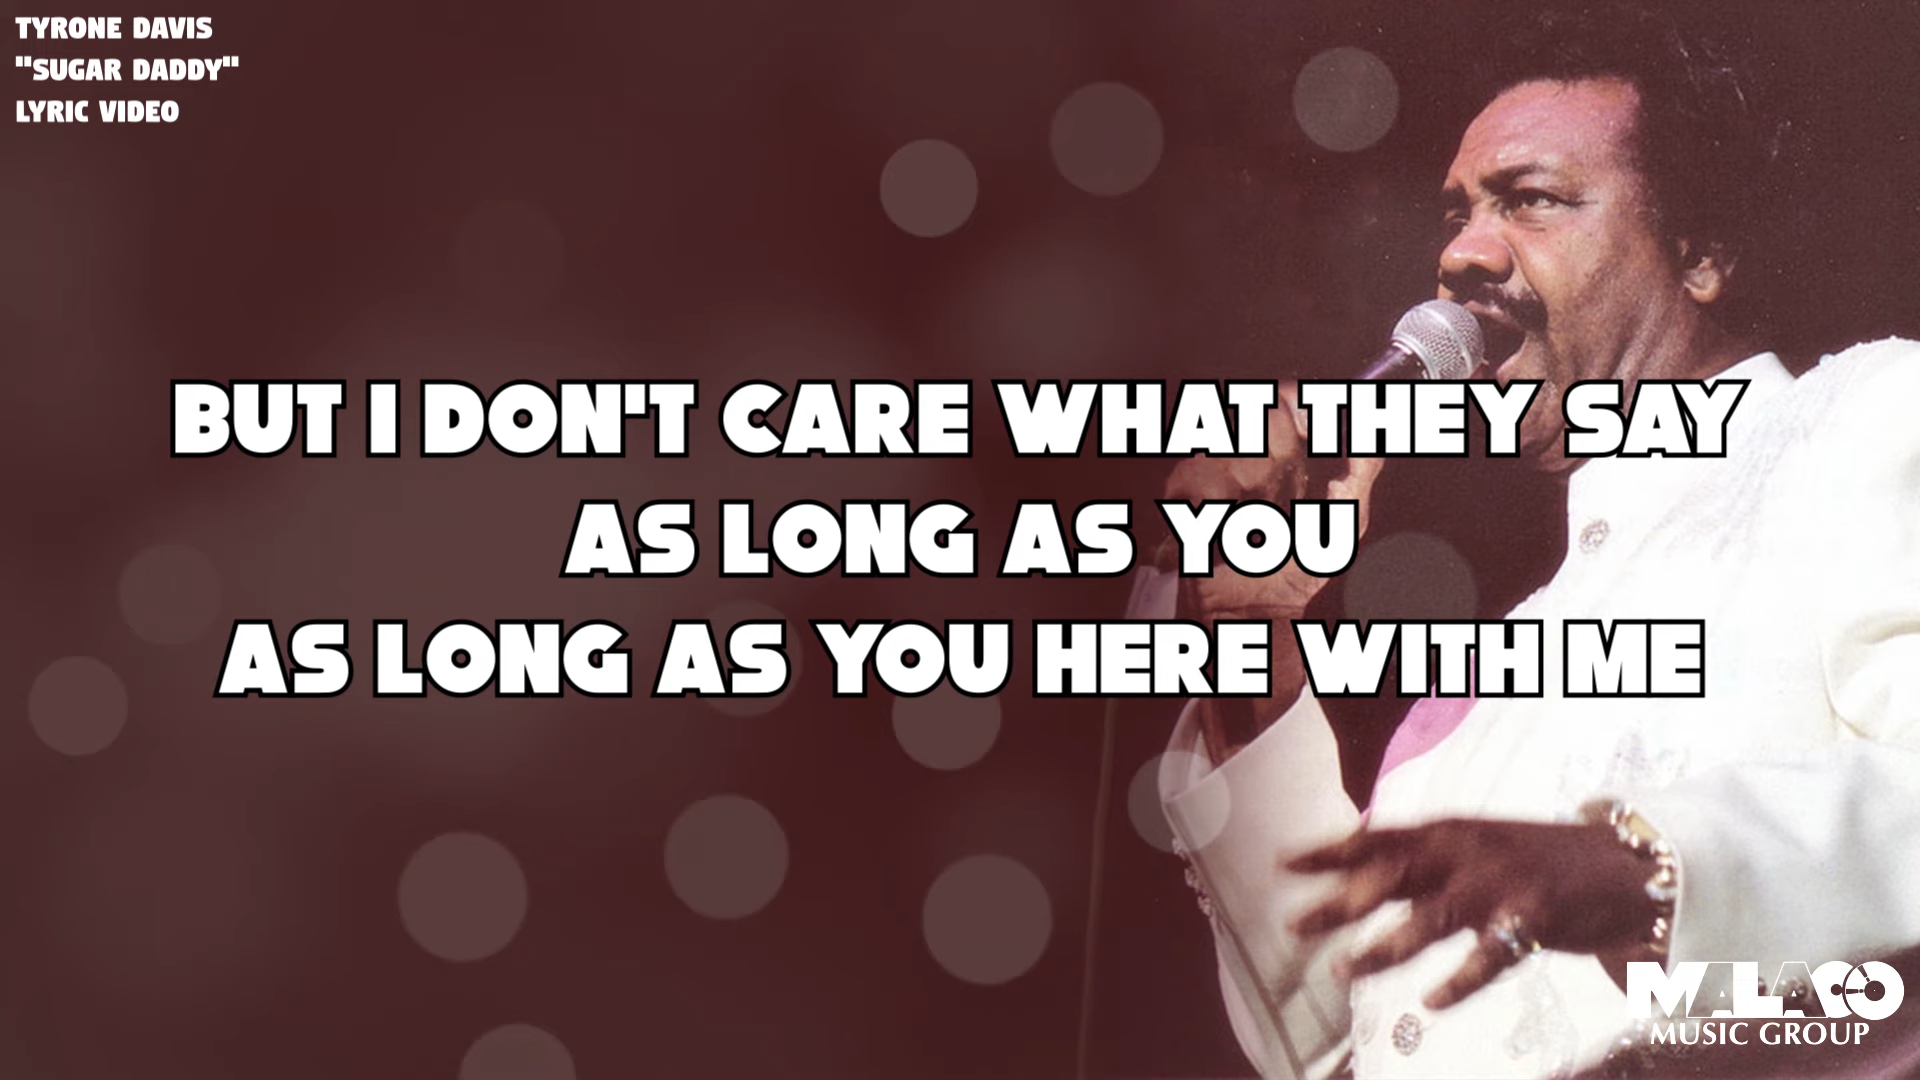 TYRONE DAVIS
"SUGAR DADDY"
LYRIC VIDEO
BUT I DON'T CARE WHAT THEY SAY
AS LONG AS YOU
AS LONG AS YOU HERE WITH ME
MALACO
MUSIC GROUP